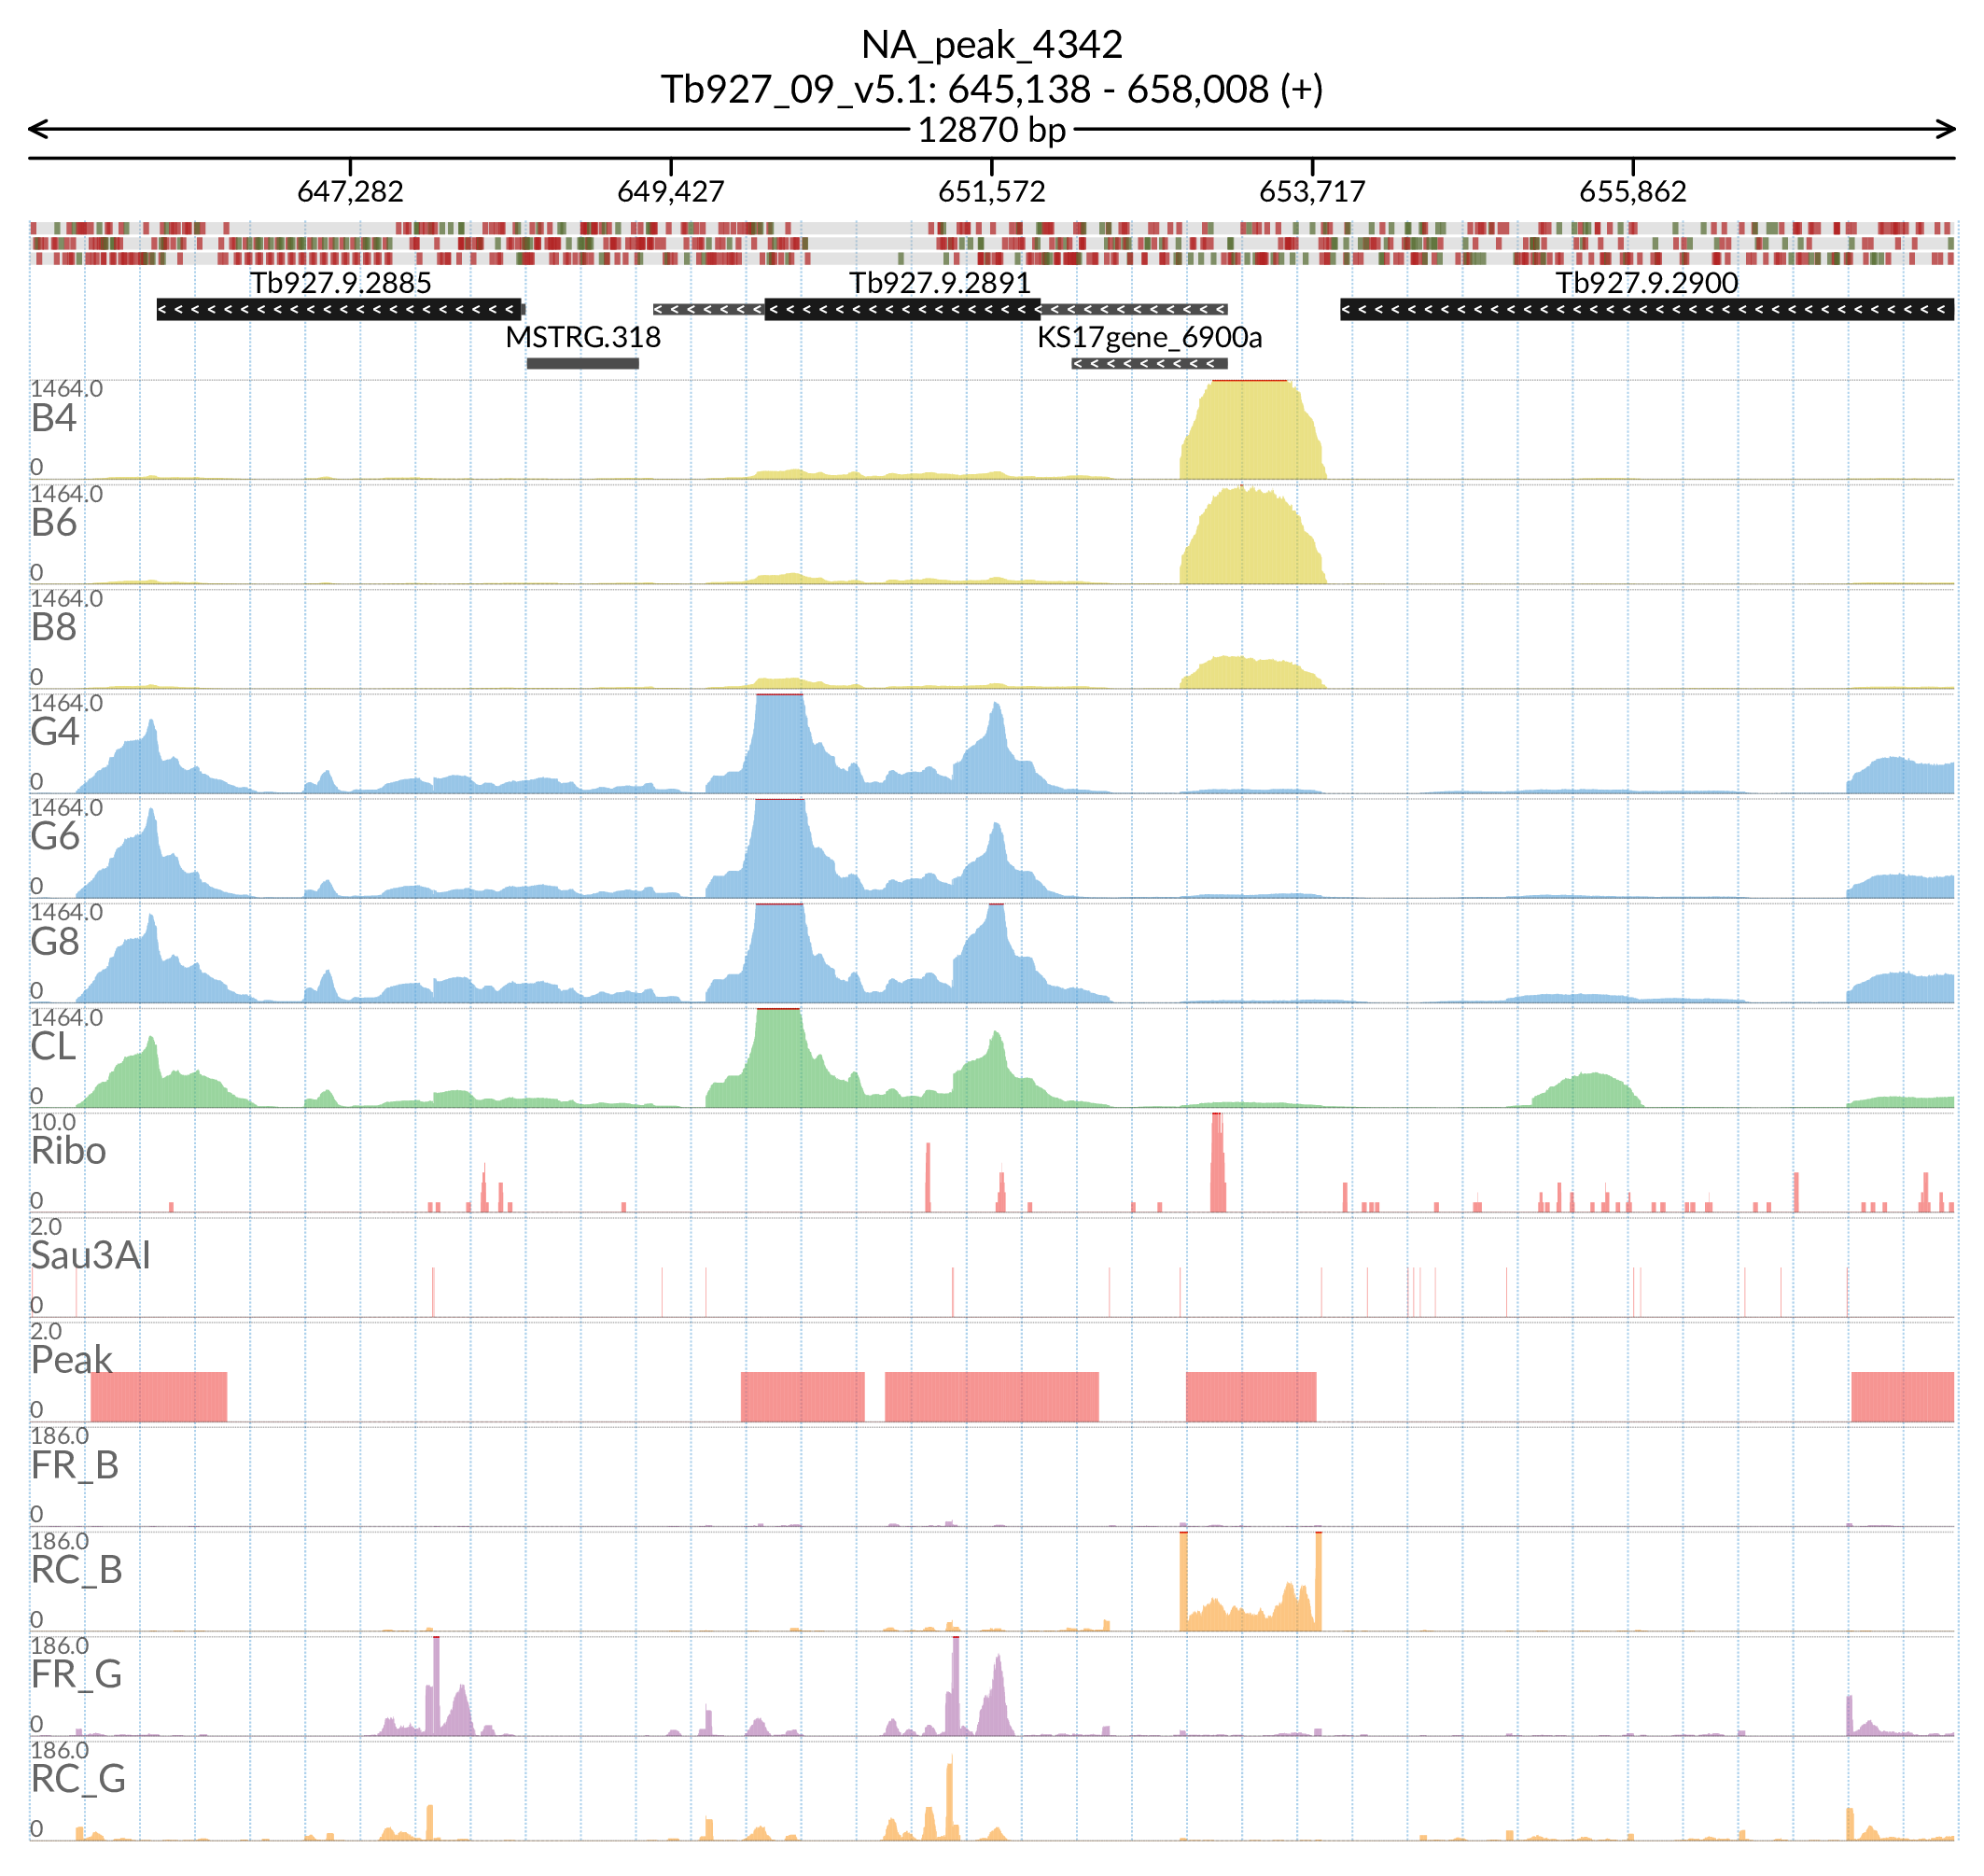 NA_peak_4342
Tb927_09_v5.1: 645,138 - 658,008 (+)
12870 bp
647,282 649,427 651,572 653,717 655,862
Tb927.9.2885 Tb927.9.2891 Tb927.9.2900
MSTRG.318 KS17gene_6900a
1464.0
B4
0
1464.0
B6
0
1464.0
B8
0
1464.0
G4
0
1464.0
G6
0
1464.0
G8
0
1464.0
CL
0
10.0
Ribo
0
2.0
Sau3AI
0
2.0
Peak
0
186.0
FR_B
0
186.0
RC_B
0
186.0
FR_G
0
186.0
RC_G
0